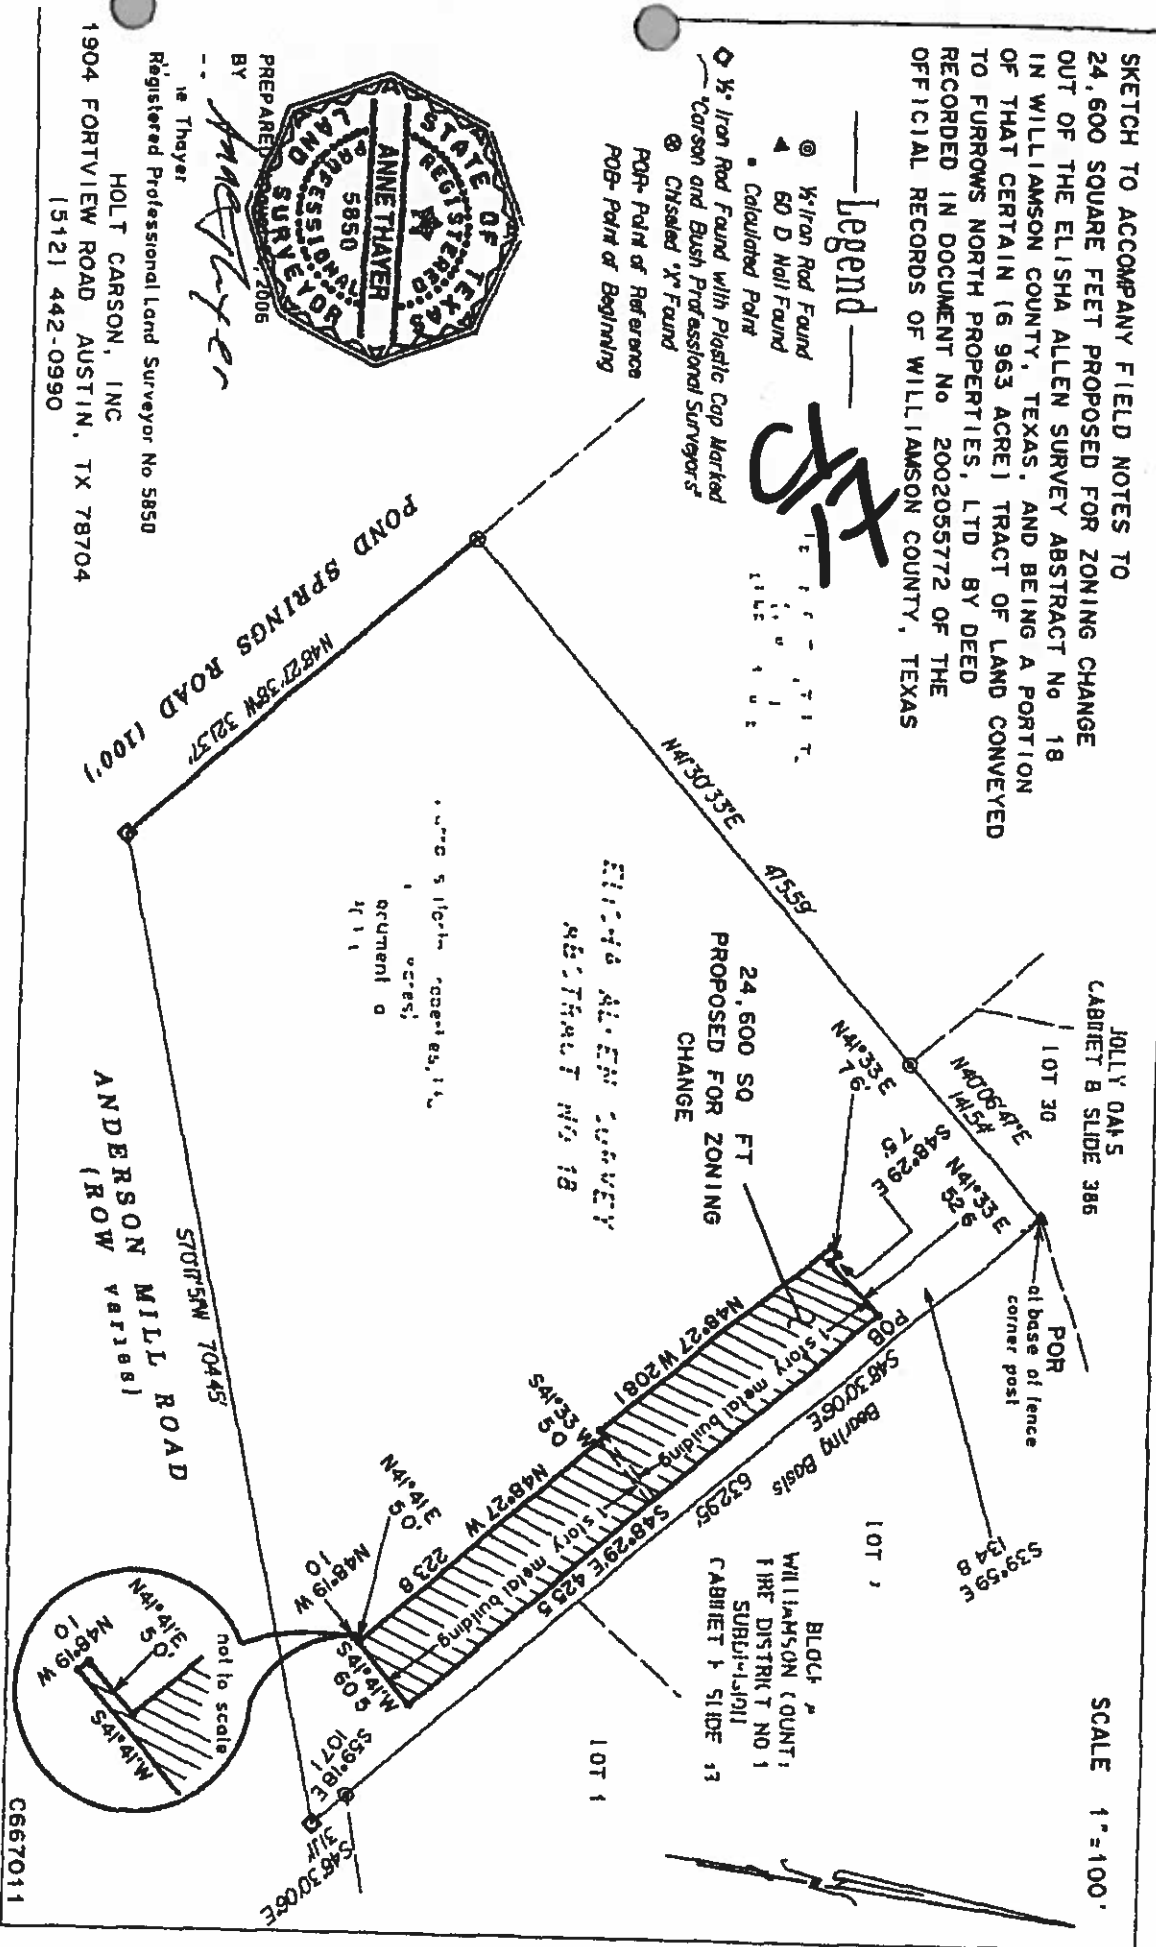 SKETCH TO ACCOMPANY FIELD NOTES TO
24,600 SQUARE FEET PROPOSED FOR ZONING CHANGE
OUT OF THE ELISHA ALLEN SURVEY ABSTRACT No 18
IN WILLIAMSON COUNTY, TEXAS, AND BEING A PORTION
OF THAT CERTAIN (6 963 ACRE) TRACT OF LAND CONVEYED
TO FURROWS NORTH PROPERTIES, LTD BY DEED
RECORDED IN DOCUMENT No 2002055772 OF THE
OFFICIAL RECORDS OF WILLIAMSON COUNTY, TEXAS
SCALE 1"=100'
Legend
½" Iron Rod Found
60 D Nail Found
Calculated Point
½" Iron Rod Found with Plastic Cap Marked
"Carson and Bush Professional Surveyors"
Chiseled "X" Found
POR- Point of Reference
POB- Point of Beginning
STATE OF TEXAS
REGISTERED
ANNE THAYER
5850
PROFESSIONAL
LAND SURVEYOR
PREPARED , 2006
BY
Thayer
Registered Professional Land Surveyor No 5850
HOLT CARSON, INC
1904 FORTVIEW ROAD AUSTIN, TX 78704
(512) 442-0990
JOLLY OAKS
CABINET B SLIDE 386
LOT 30
POR
at base of fence
corner post
N40°06'47"E
141.54'
N41°30'33"E 475.59'
N41°33 E
7 6'
S48°29 E
7 5'
N41°33 E
52 6
24,600 SQ FT
PROPOSED FOR ZONING
CHANGE
POB
S48°30'06"E 632.95'
Bearing Basis
S39°59 E
134 8
LOT
BLOCK
WILLIAMSON COUNTY
FIRE DISTRICT NO 1
SUBDIVISION
CABINET SLIDE
LOT 1
1 story metal building
1 story metal building
N48°27 W 208 1
S41°33 W
5 0
S48°29'E 425 5
N48°27 W 223 8
N41°41 E
5 0'
N48°19 W
1 0
S41°41'W
60 5
S59°18 E
107 1
S48°30'06"E
31.11'
ELISHA ALLEN SURVEY
ABSTRACT NO 18
POND SPRINGS ROAD (100')
N48°27'38"W 321.37'
S70°17'51"W 704.45'
ANDERSON MILL ROAD
(ROW varies)
not to scale
N41°41'E
5 0'
N48°19 W
1 0
S41°41'W
C667011